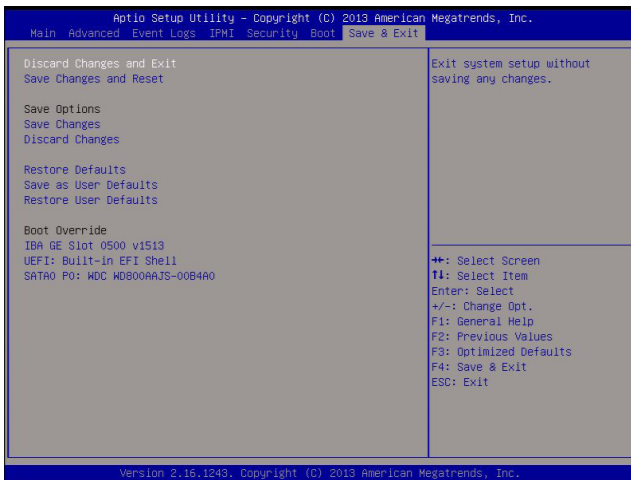 Aptio Setup Utility – Copyright (C) 2013 American Megatrends, Inc.
Main Advanced Event Logs IPMI Security Boot Save & Exit
Discard Changes and Exit
Save Changes and Reset
Save Options
Save Changes
Discard Changes
Restore Defaults
Save as User Defaults
Restore User Defaults
Boot Override
IBA GE Slot 0500 v1513
UEFI: Built-in EFI Shell
SATA0 P0: WDC WD800AAJS-00B4A0
Exit system setup without
saving any changes.
→←: Select Screen
↑↓: Select Item
Enter: Select
+/-: Change Opt.
F1: General Help
F2: Previous Values
F3: Optimized Defaults
F4: Save & Exit
ESC: Exit
Version 2.16.1243. Copyright (C) 2013 American Megatrends, Inc.